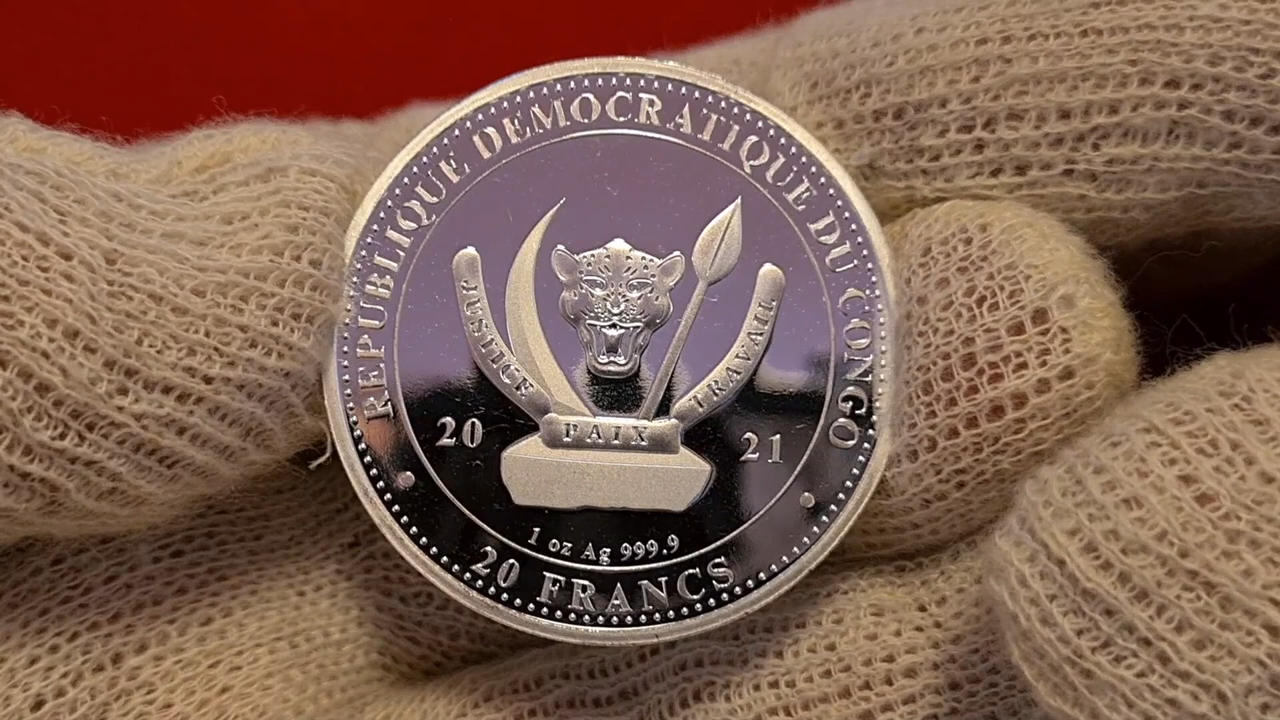 REPUBLIQUE DEMOCRATIQUE DU CONGO
JUSTICE
PAIX
TRAVAIL
20 21
1 oz Ag 999.9
20 FRANCS